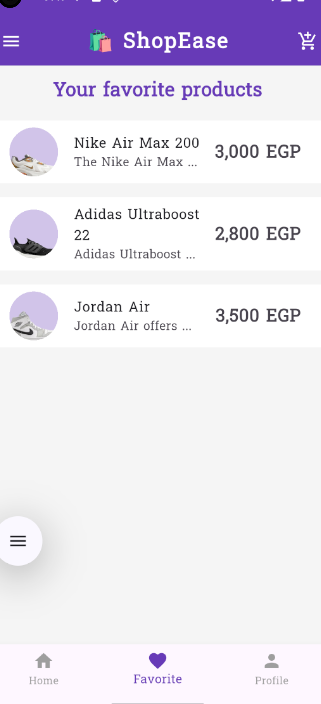 ShopEase
Your favorite products
Nike Air Max 200
The Nike Air Max ...
3,000 EGP
Adidas Ultraboost
22
Adidas Ultraboost ...
2,800 EGP
Jordan Air
Jordan Air offers ...
3,500 EGP
Home
Favorite
Profile